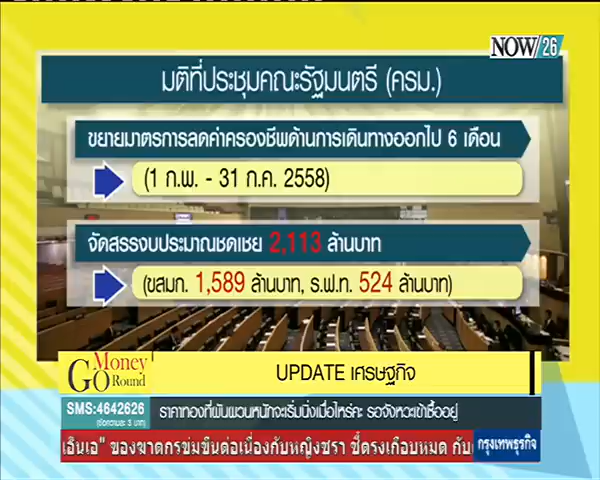 NOW/26
มติที่ประชุมคณะรัฐมนตรี (ครม.)
ขยายมาตรการลดค่าครองชีพด้านการเดินทางออกไป 6 เดือน
(1 ก.พ. - 31 ก.ค. 2558)
จัดสรรงบประมาณชดเชย 2,113 ล้านบาท
(ขสมก. 1,589 ล้านบาท, ร.ฟ.ท. 524 ล้านบาท)
Money
GO Round
UPDATE เศรษฐกิจ
SMS:4642626
(ข้อความละ 3 บาท)
ราคาทองที่ผันผวนหนักจะเริ่มนิ่งเมื่อไหร่คะ รอจังหวะเข้าซื้ออยู่
เอ็นเอ" ของฆาตกรข่มขืนต่อเนื่องกับหญิงชรา ชี้ตรงเกือบหมด กับ
กรุงเทพธุรกิจ